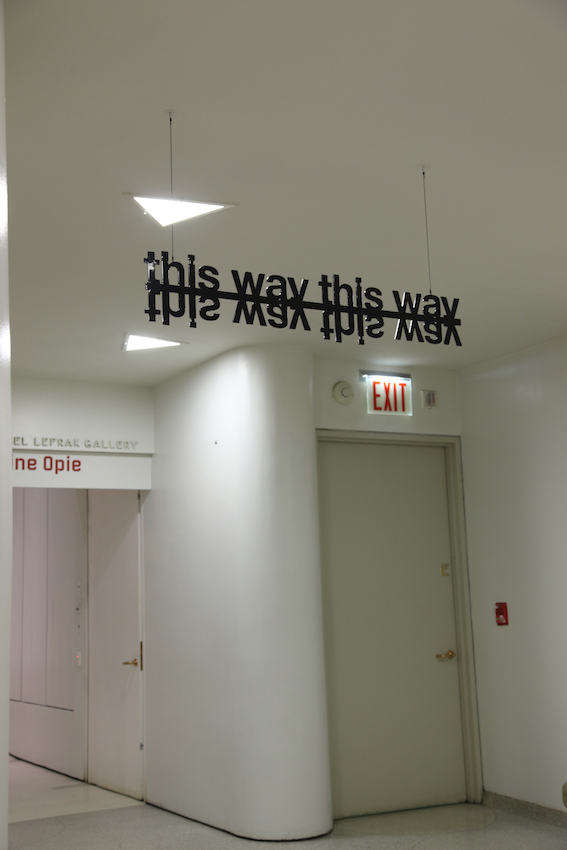 this way this way
this way this way
EXIT
EL LEFRAK GALLERY
ne Opie